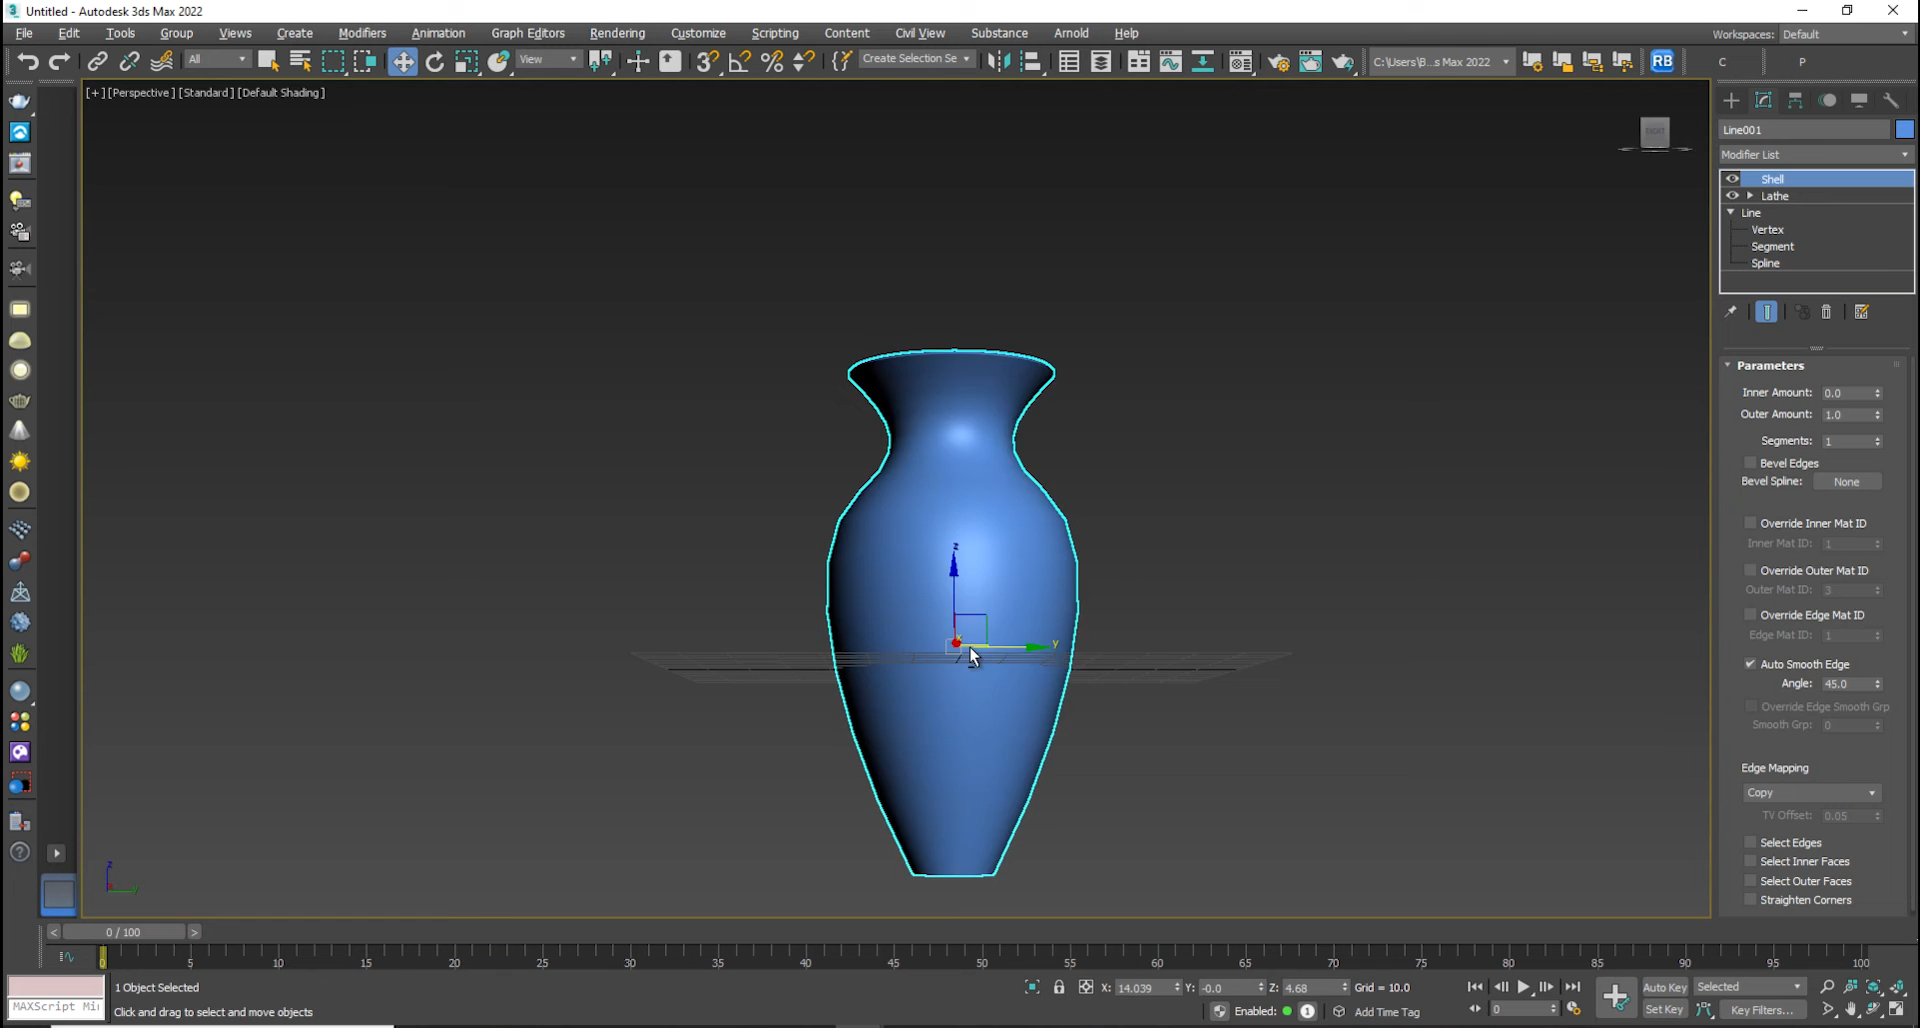 Untitled - Autodesk 3ds Max 2022
File Edit Tools Group Views Create Modifiers Animation Graph Editors Rendering Customize Scripting Content Civil View Substance Arnold Help
Workspaces: Default
All View Create Selection Se C:\Users\B...s Max 2022 RB C P
[+] [Perspective ] [Standard ] [Default Shading ]
Line001
Modifier List
Shell
Lathe
Line
Vertex
Segment
Spline
Parameters
Inner Amount: 0.0
Outer Amount: 1.0
Segments: 1
Bevel Edges
Bevel Spline: None
Override Inner Mat ID
Inner Mat ID: 1
Override Outer Mat ID
Outer Mat ID: 3
Override Edge Mat ID
Edge Mat ID: 1
Auto Smooth Edge
Angle: 45.0
Override Edge Smooth Grp
Smooth Grp: 0
Edge Mapping
Copy
TV Offset: 0.05
Select Edges
Select Inner Faces
Select Outer Faces
Straighten Corners
z
x
y
z
y
< 0 / 100 >
0 5 10 15 20 25 30 35 40 45 50 55 60 65 70 75 80 85 90 95 100
1 Object Selected
X: 14.039 Y: -0.0 Z: 4.68 Grid = 10.0
Auto Key Selected
MAXScript Mi
Click and drag to select and move objects
Enabled: 1 Add Time Tag
0
Set Key Key Filters...